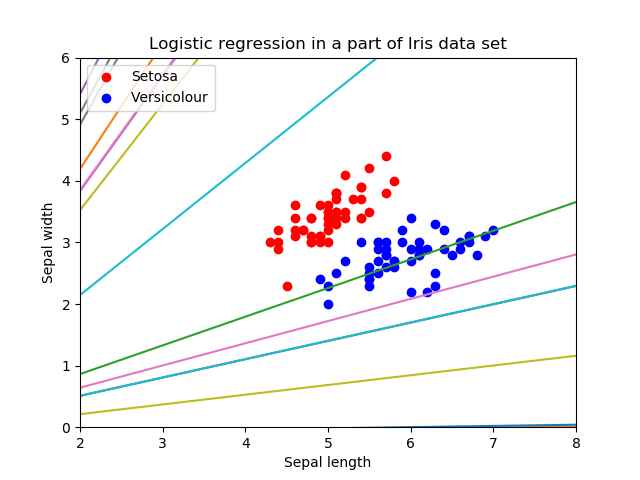 Logistic regression in a part of Iris data set
Setosa
Versicolour
Sepal width
6
5
4
3
2
1
0
2 3 4 5 6 7 8
Sepal length